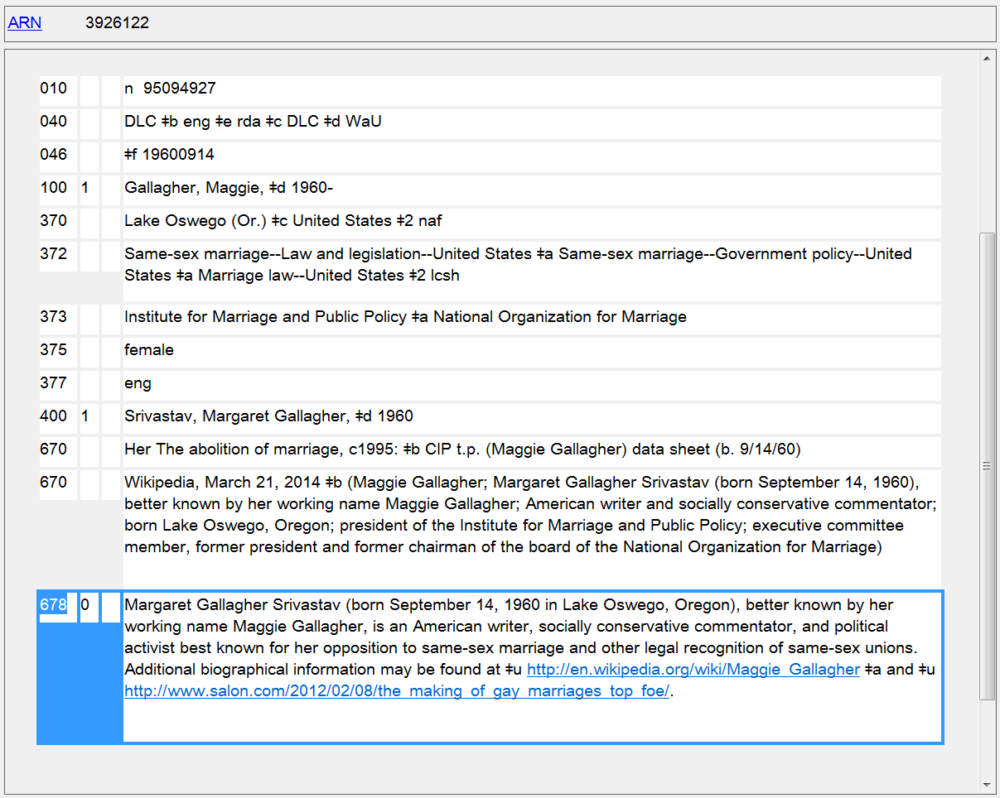 ARN 3926122
010 n  95094927
040 DLC ǂb eng ǂe rda ǂc DLC ǂd WaU
046 ǂf 19600914
100 1 Gallagher, Maggie, ǂd 1960-
370 Lake Oswego (Or.) ǂc United States ǂ2 naf
372 Same-sex marriage--Law and legislation--United States ǂa Same-sex marriage--Government policy--United
States ǂa Marriage law--United States ǂ2 lcsh
373 Institute for Marriage and Public Policy ǂa National Organization for Marriage
375 female
377 eng
400 1 Srivastav, Margaret Gallagher, ǂd 1960
670 Her The abolition of marriage, c1995: ǂb CIP t.p. (Maggie Gallagher) data sheet (b. 9/14/60)
670 Wikipedia, March 21, 2014 ǂb (Maggie Gallagher; Margaret Gallagher Srivastav (born September 14, 1960),
better known by her working name Maggie Gallagher; American writer and socially conservative commentator;
born Lake Oswego, Oregon; president of the Institute for Marriage and Public Policy; executive committee
member, former president and former chairman of the board of the National Organization for Marriage)
678 0 Margaret Gallagher Srivastav (born September 14, 1960 in Lake Oswego, Oregon), better known by her
working name Maggie Gallagher, is an American writer, socially conservative commentator, and political
activist best known for her opposition to same-sex marriage and other legal recognition of same-sex unions.
Additional biographical information may be found at ǂu http://en.wikipedia.org/wiki/Maggie_Gallagher ǂa and ǂu
http://www.salon.com/2012/02/08/the_making_of_gay_marriages_top_foe/.